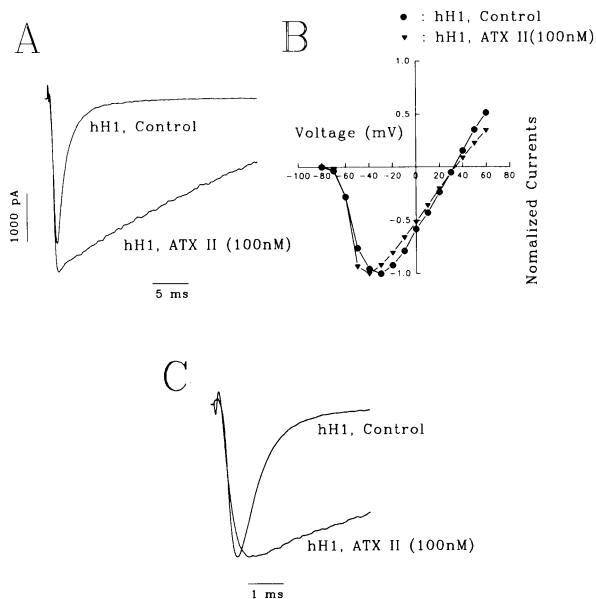 A
hH1, Control
hH1, ATX II (100nM)
1000 pA
5 ms
B
● : hH1, Control
▼ : hH1, ATX II(100nM)
1.0
0.5
Voltage (mV)
-100 -80 -60 -40 -20 0 20 40 60 80
-0.5
-1.0
Nomalized Currents
C
hH1, Control
hH1, ATX II (100nM)
1 ms